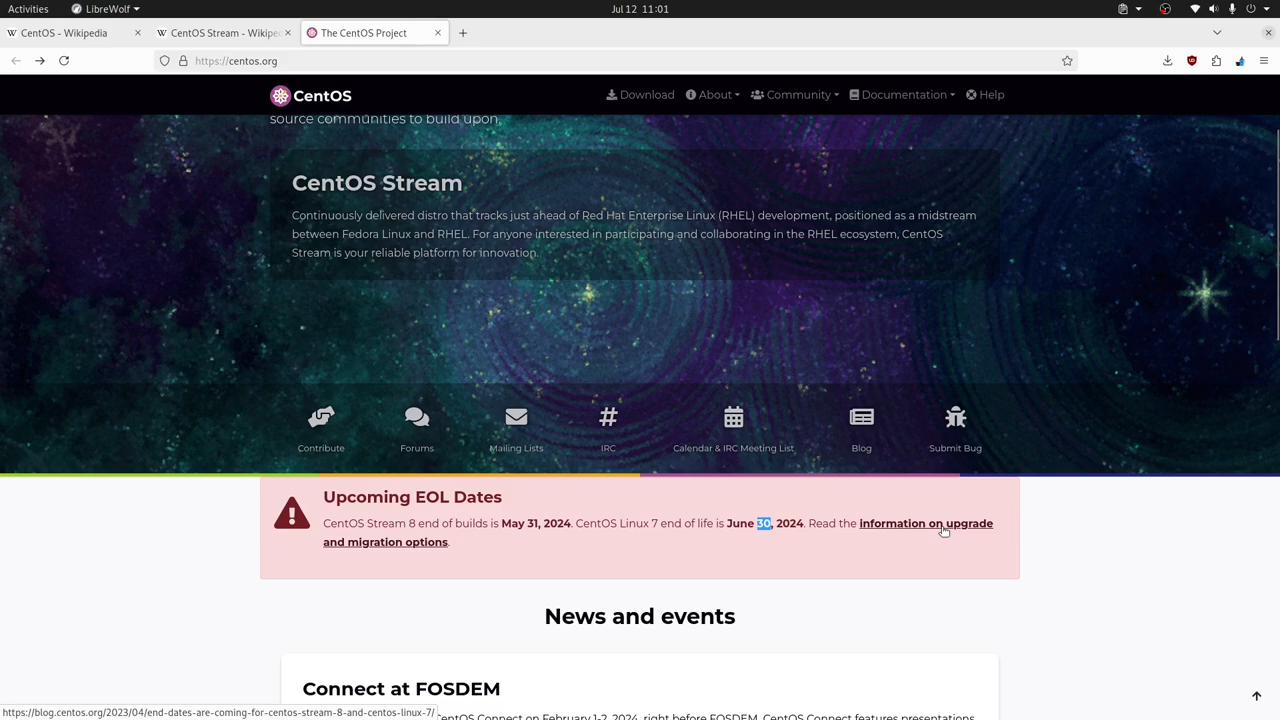 Activities LibreWolf Jul 12 11:01
CentOS - Wikipedia CentOS Stream - Wikipe The CentOS Project
https://centos.org
CentOS Download About Community Documentation Help
source communities to build upon.
CentOS Stream
Continuously delivered distro that tracks just ahead of Red Hat Enterprise Linux (RHEL) development, positioned as a midstream
between Fedora Linux and RHEL. For anyone interested in participating and collaborating in the RHEL ecosystem, CentOS
Stream is your reliable platform for innovation.
Contribute Forums Mailing Lists IRC Calendar & IRC Meeting List Blog Submit Bug
Upcoming EOL Dates
CentOS Stream 8 end of builds is May 31, 2024. CentOS Linux 7 end of life is June 30, 2024. Read the information on upgrade
and migration options.
News and events
Connect at FOSDEM
CentOS Connect on February 1-2, 2024, right before FOSDEM. CentOS Connect features presentations
https://blog.centos.org/2023/04/end-dates-are-coming-for-centos-stream-8-and-centos-linux-7/